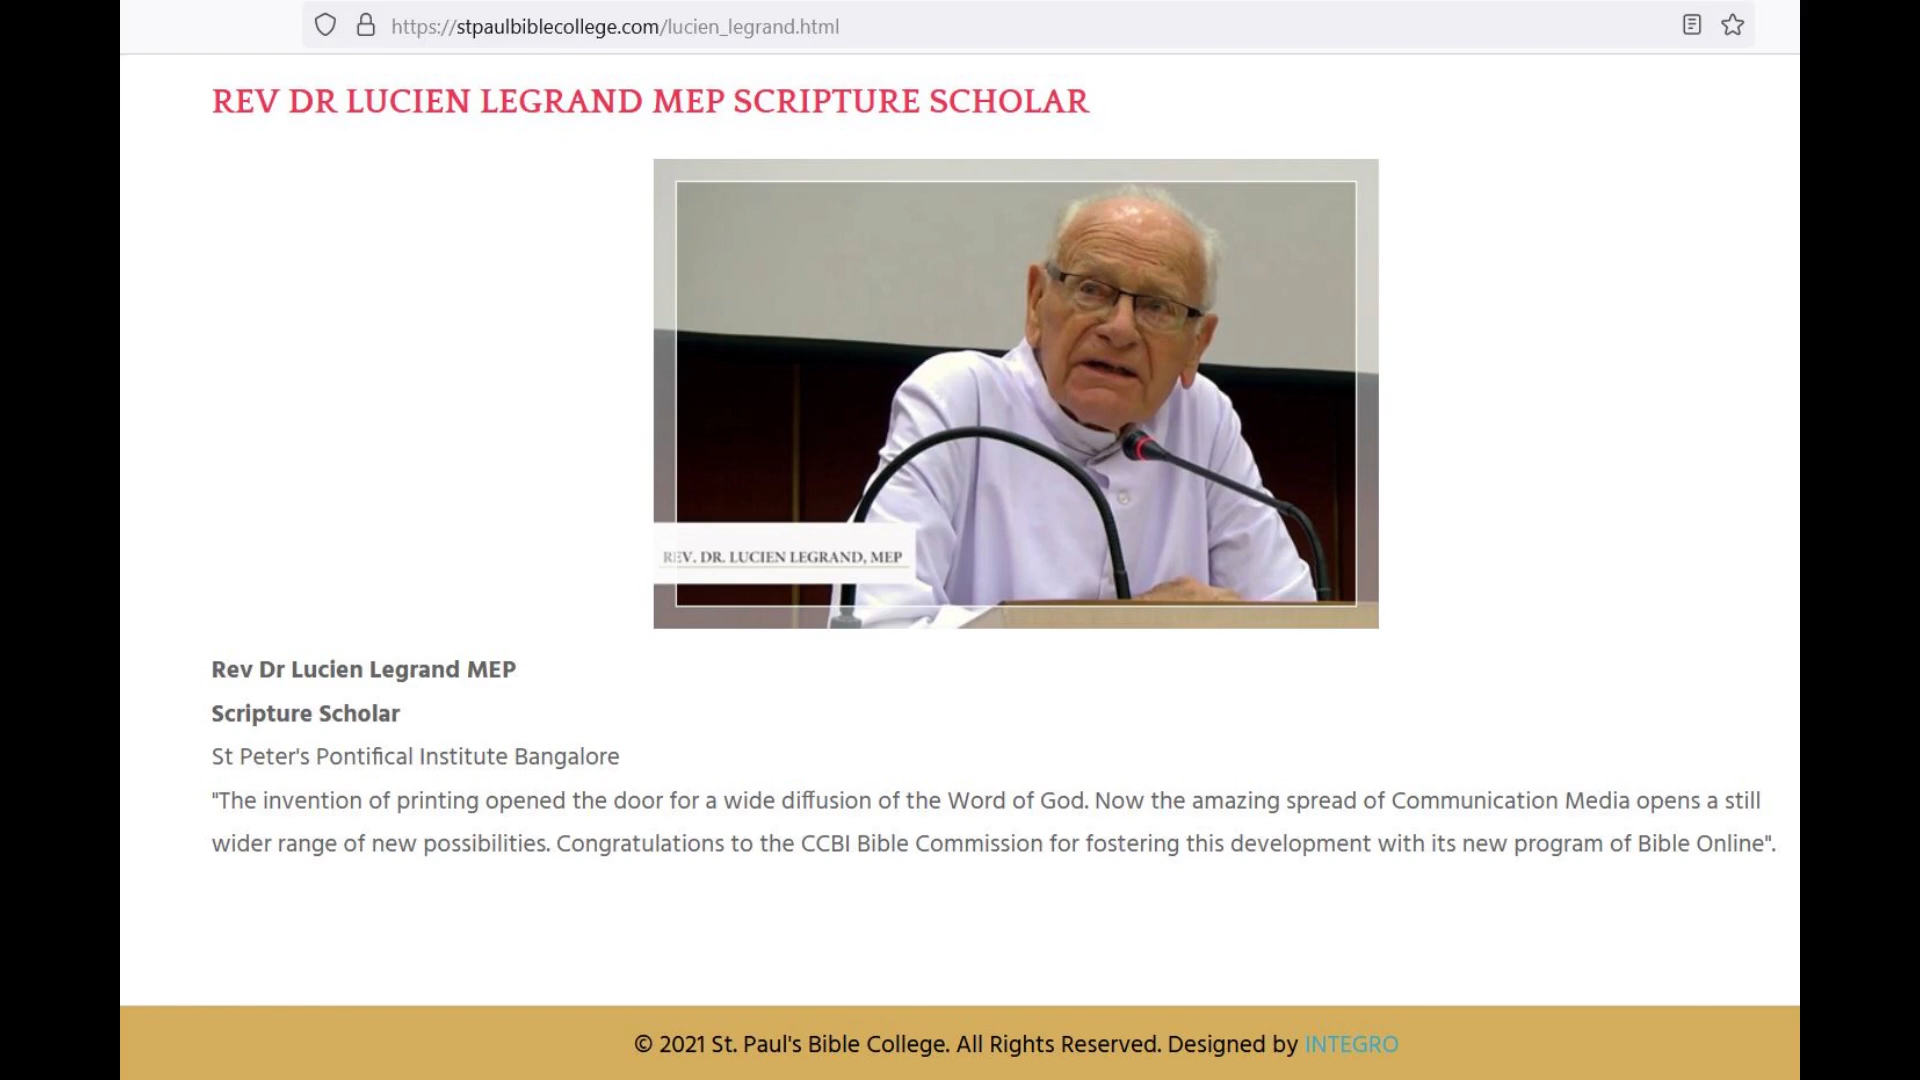 https://stpaulbiblecollege.com/lucien_legrand.html
REV DR LUCIEN LEGRAND MEP SCRIPTURE SCHOLAR
REV. DR. LUCIEN LEGRAND, MEP
Rev Dr Lucien Legrand MEP
Scripture Scholar
St Peter's Pontifical Institute Bangalore
"The invention of printing opened the door for a wide diffusion of the Word of God. Now the amazing spread of Communication Media opens a still
wider range of new possibilities. Congratulations to the CCBI Bible Commission for fostering this development with its new program of Bible Online".
© 2021 St. Paul's Bible College. All Rights Reserved. Designed by INTEGRO